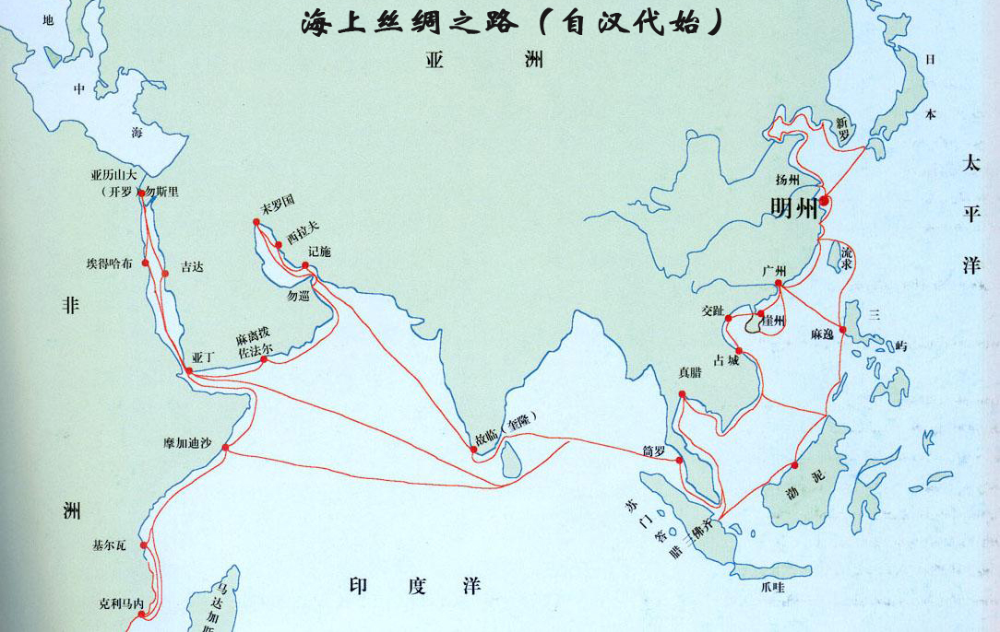 海上丝绸之路（自汉代始）
亚洲
地中海
日本
太平洋
新罗
扬州
明州
亚历山大
（开罗）勿斯里
末罗国
西拉夫
记施
埃得哈布
吉达
勿巡
流求
广州
非洲
交趾
崖州
麻逸
三屿
麻离拨
佐法尔
亚丁
占城
真腊
故临（奎隆）
摩加迪沙
筒罗
渤泥
苏门答腊
三佛齐
基尔瓦
印度洋
爪哇
克利马内
马达加斯